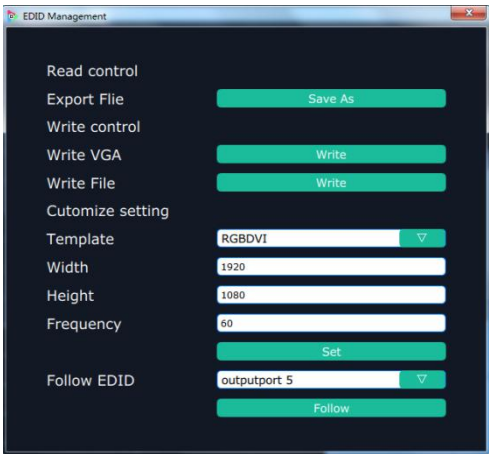 EDID Management
Read control
Export Flie Save As
Write control
Write VGA Write
Write File Write
Cutomize setting
Template RGBDVI
Width 1920
Height 1080
Frequency 60
Set
Follow EDID outputport 5
Follow